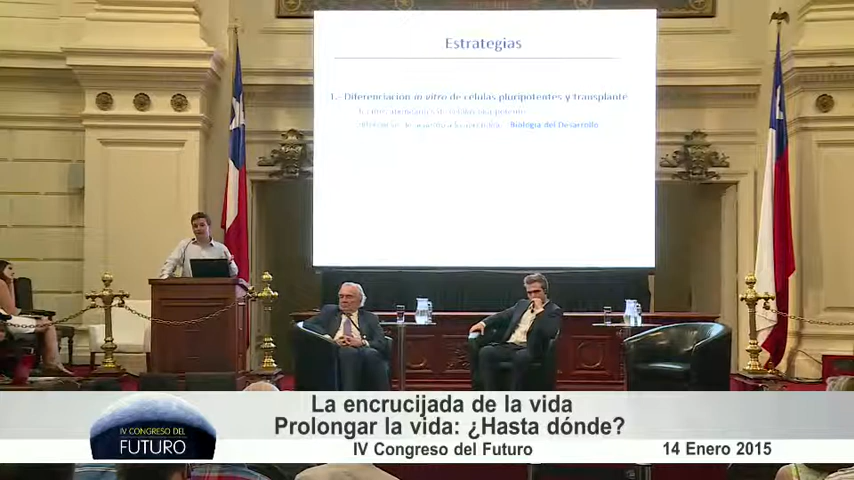 Estrategias
1.- Diferenciación in vitro de células pluripotentes y transplante
Biología del Desarrollo
La encrucijada de la vida
Prolongar la vida: ¿Hasta dónde?
IV Congreso del Futuro
14 Enero 2015
IV CONGRESO DEL
FUTURO